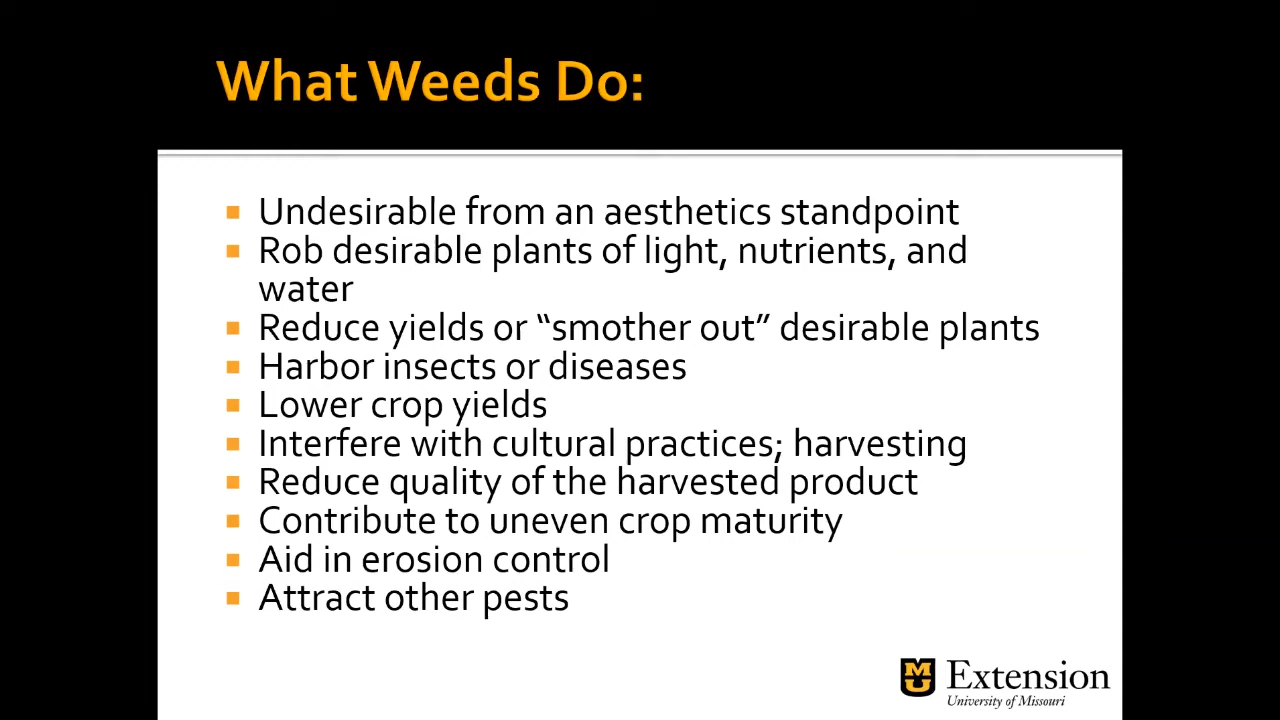 What Weeds Do:
Undesirable from an aesthetics standpoint
Rob desirable plants of light, nutrients, and
water
Reduce yields or “smother out” desirable plants
Harbor insects or diseases
Lower crop yields
Interfere with cultural practices; harvesting
Reduce quality of the harvested product
Contribute to uneven crop maturity
Aid in erosion control
Attract other pests
MU Extension
University of Missouri